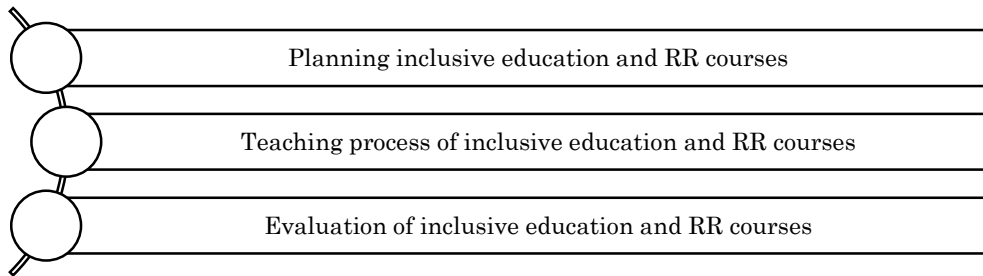 Planning inclusive education and RR courses
Teaching process of inclusive education and RR courses
Evaluation of inclusive education and RR courses